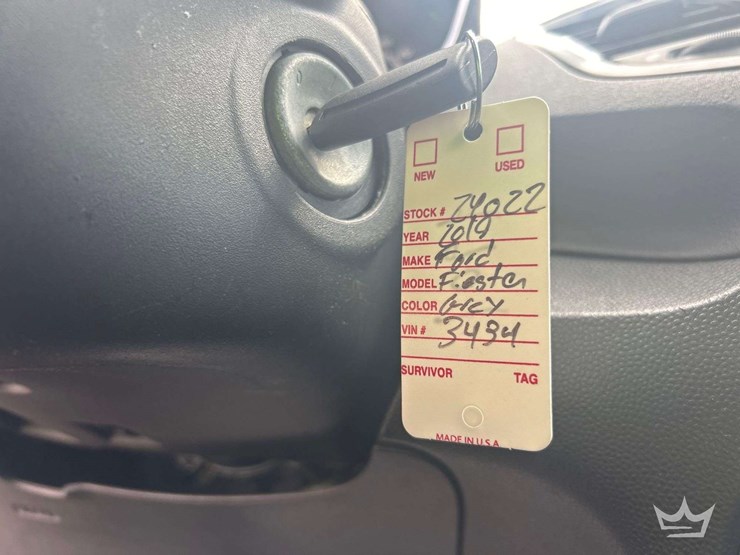 NEW USED
STOCK # 24022
YEAR 2019
MAKE Ford
MODEL Fiesta
COLOR Grey
VIN # 3494
SURVIVOR TAG
MADE IN U.S.A